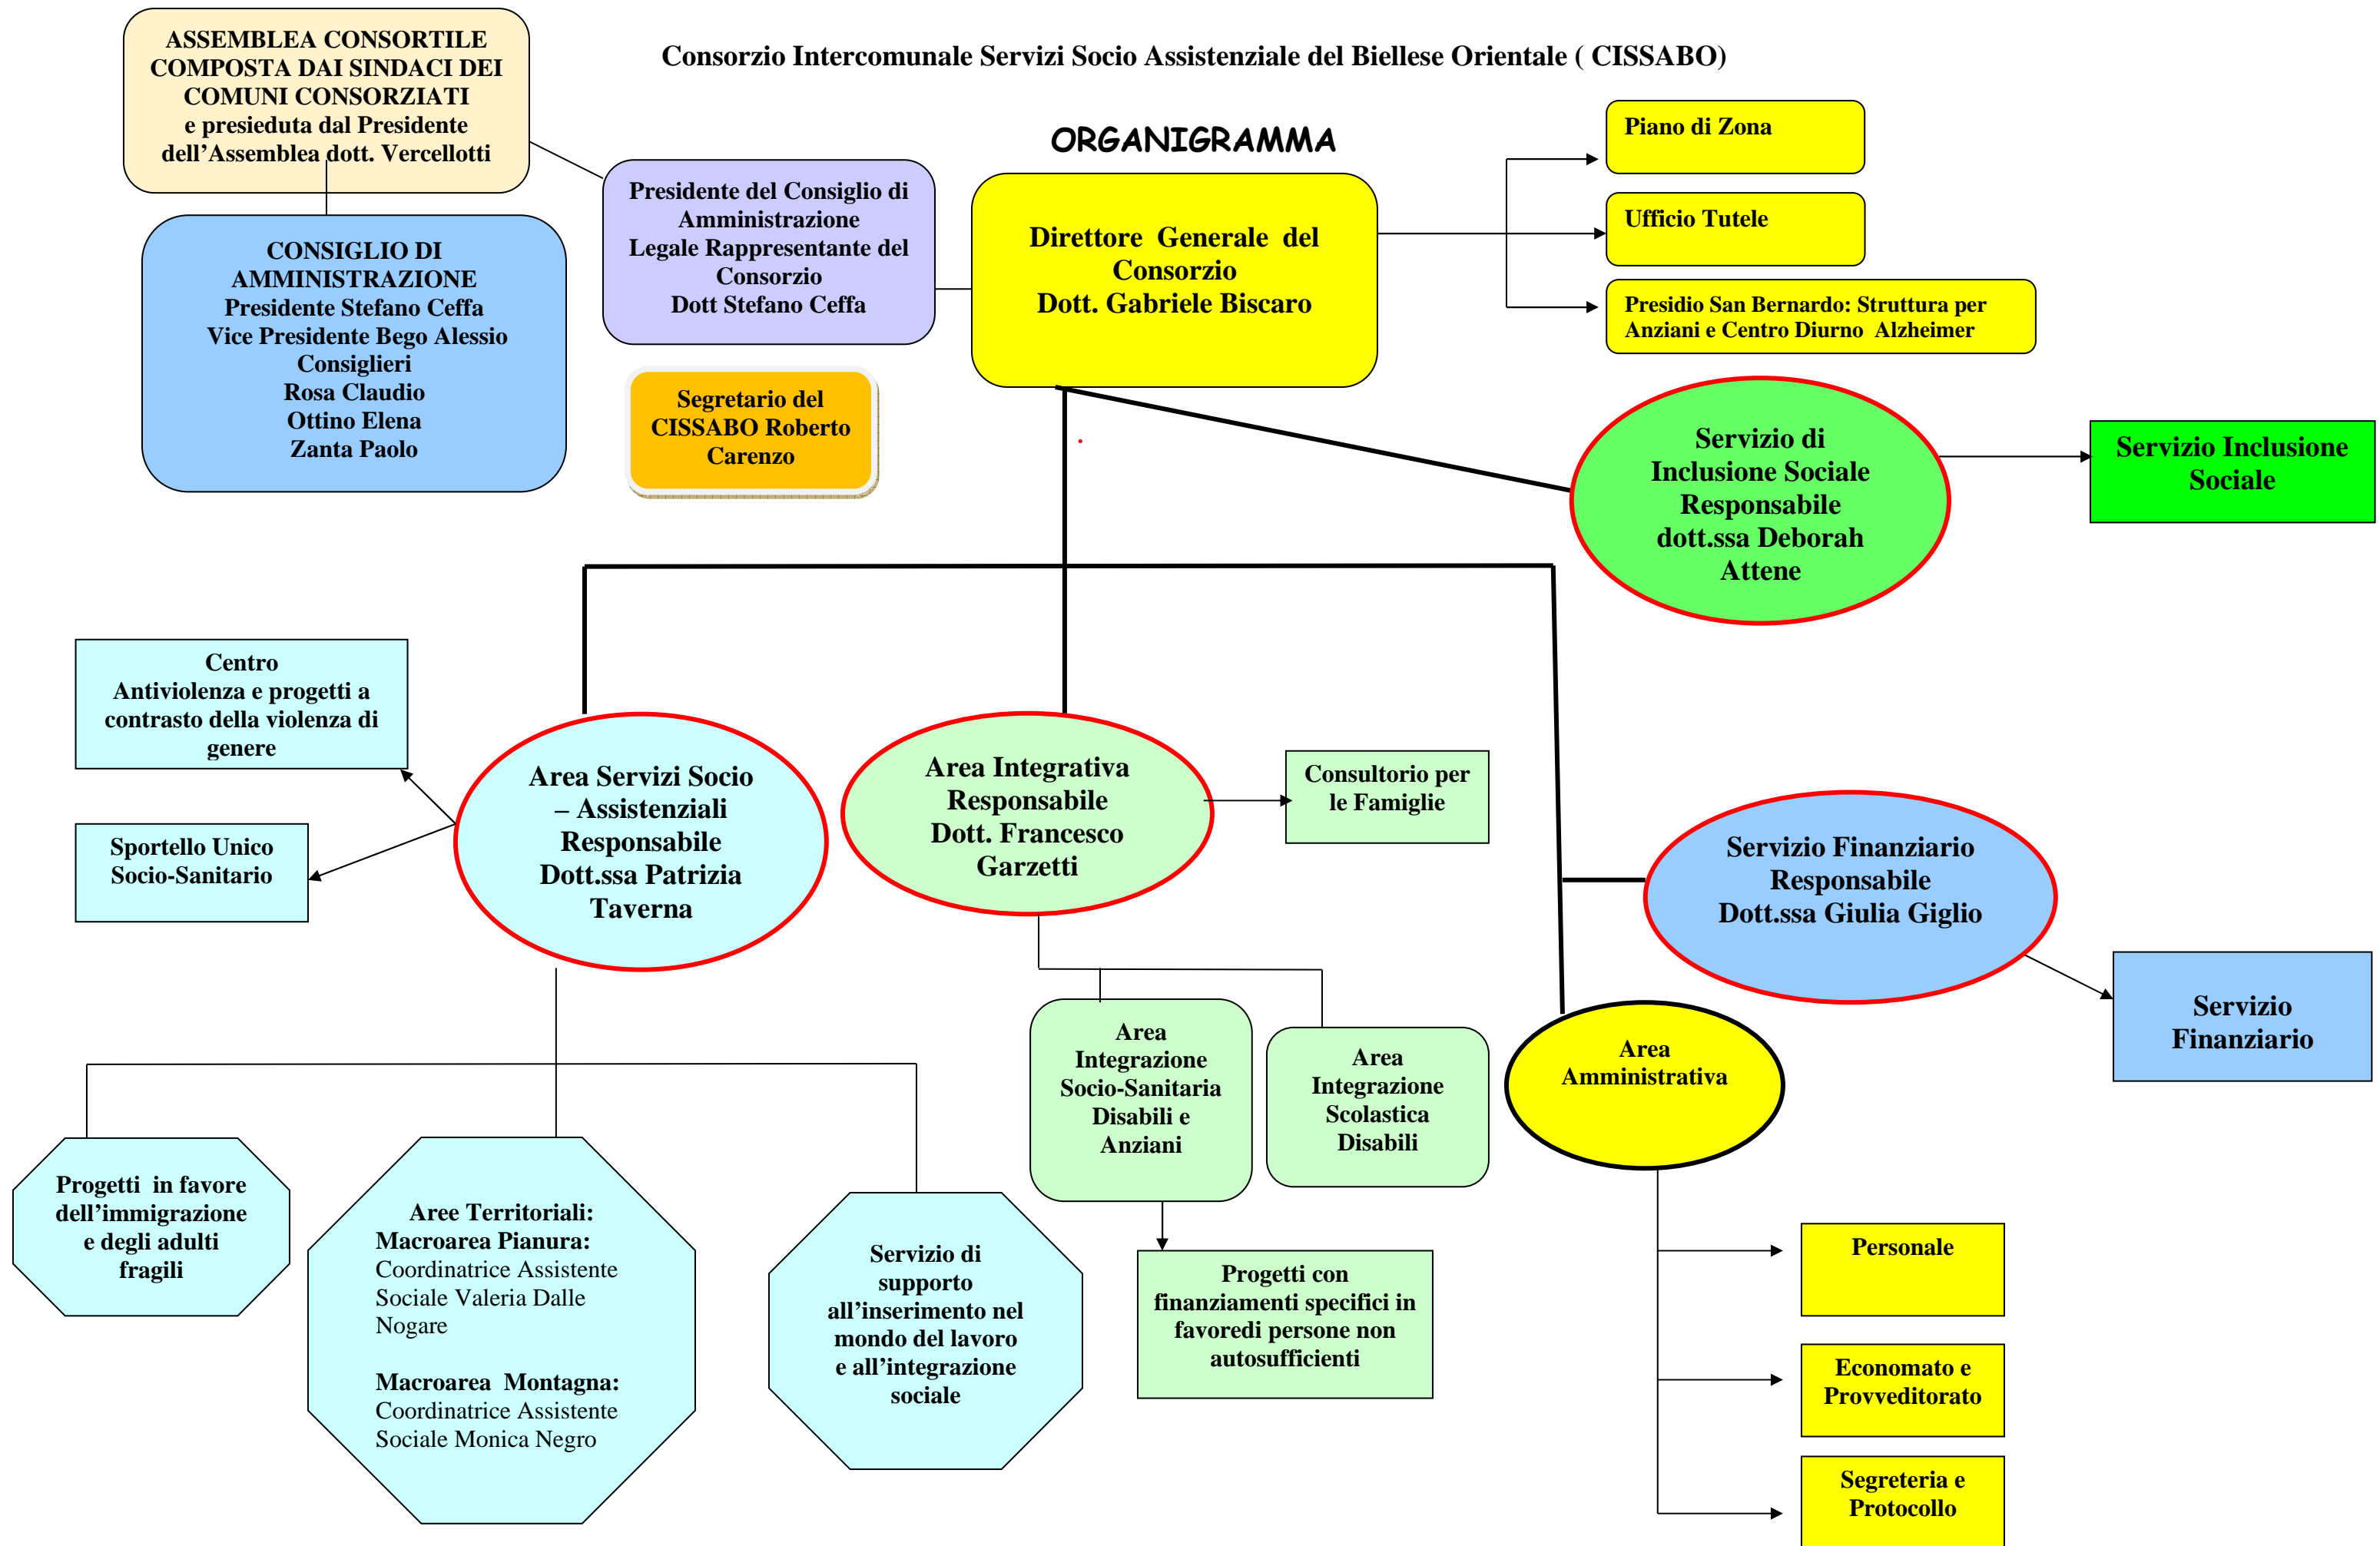 ASSEMBLEA CONSORTILE
COMPOSTA DAI SINDACI DEI
COMUNI CONSORZIATI
e presieduta dal Presidente
dell'Assemblea dott. Vercellotti
Consorzio Intercomunale Servizi Socio Assistenziale del Biellese Orientale ( CISSABO)
ORGANIGRAMMA
CONSIGLIO DI
AMMINISTRAZIONE
Presidente Stefano Ceffa
Vice Presidente Bego Alessio
Consiglieri
Rosa Claudio
Ottino Elena
Zanta Paolo
Presidente del Consiglio di
Amministrazione
Legale Rappresentante del
Consorzio
Dott Stefano Ceffa
Segretario del
CISSABO Roberto
Carenzo
Direttore Generale del
Consorzio
Dott. Gabriele Biscaro
Piano di Zona
Ufficio Tutele
Presidio San Bernardo: Struttura per
Anziani e Centro Diurno Alzheimer
Servizio di
Inclusione Sociale
Responsabile
dott.ssa Deborah
Attene
Servizio Inclusione
Sociale
Centro
Antiviolenza e progetti a
contrasto della violenza di
genere
Sportello Unico
Socio-Sanitario
Area Servizi Socio
– Assistenziali
Responsabile
Dott.ssa Patrizia
Taverna
Area Integrativa
Responsabile
Dott. Francesco
Garzetti
Consultorio per
le Famiglie
Servizio Finanziario
Responsabile
Dott.ssa Giulia Giglio
Servizio
Finanziario
Area
Integrazione
Socio-Sanitaria
Disabili e
Anziani
Area
Integrazione
Scolastica
Disabili
Area
Amministrativa
Progetti in favore
dell'immigrazione
e degli adulti
fragili
Aree Territoriali:
Macroarea Pianura:
Coordinatrice Assistente
Sociale Valeria Dalle
Nogare
Macroarea Montagna:
Coordinatrice Assistente
Sociale Monica Negro
Servizio di
supporto
all'inserimento nel
mondo del lavoro
e all'integrazione
sociale
Progetti con
finanziamenti specifici in
favoredi persone non
autosufficienti
Personale
Economato e
Provveditorato
Segreteria e
Protocollo